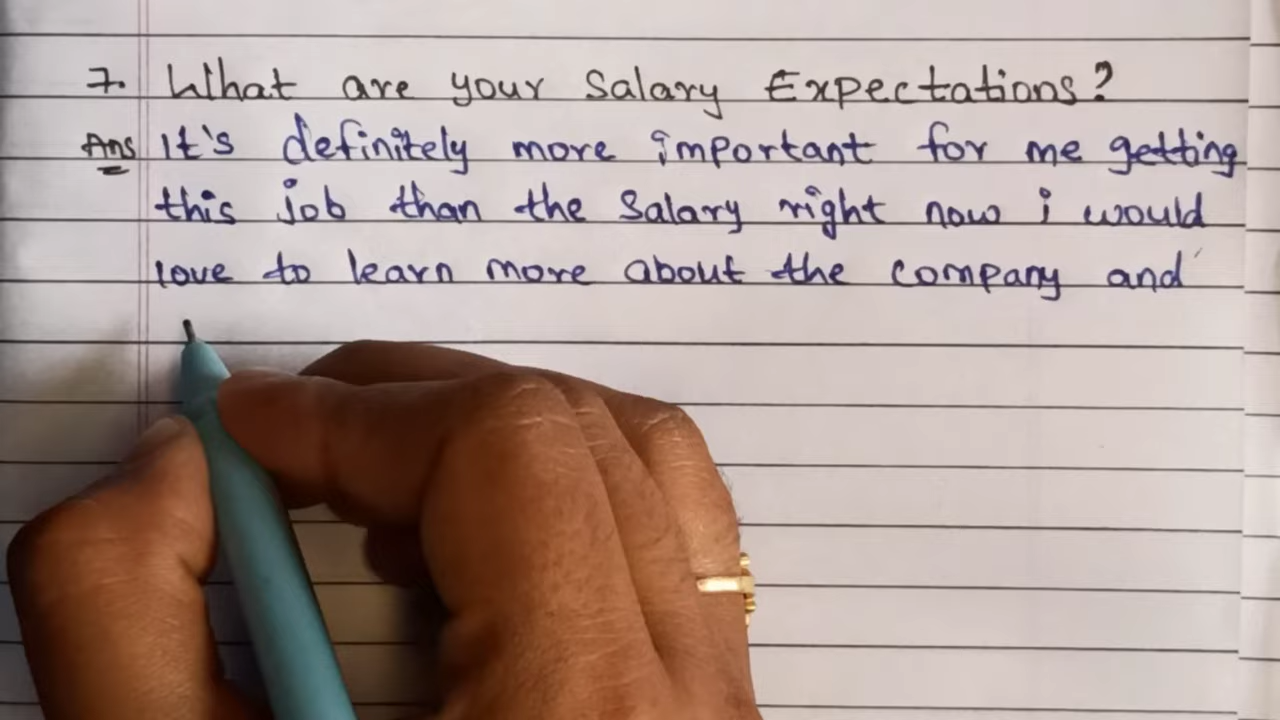 7. What are your Salary Expectations?
Ans It's definitely more important for me getting
this job than the Salary right now i would
love to learn more about the company and